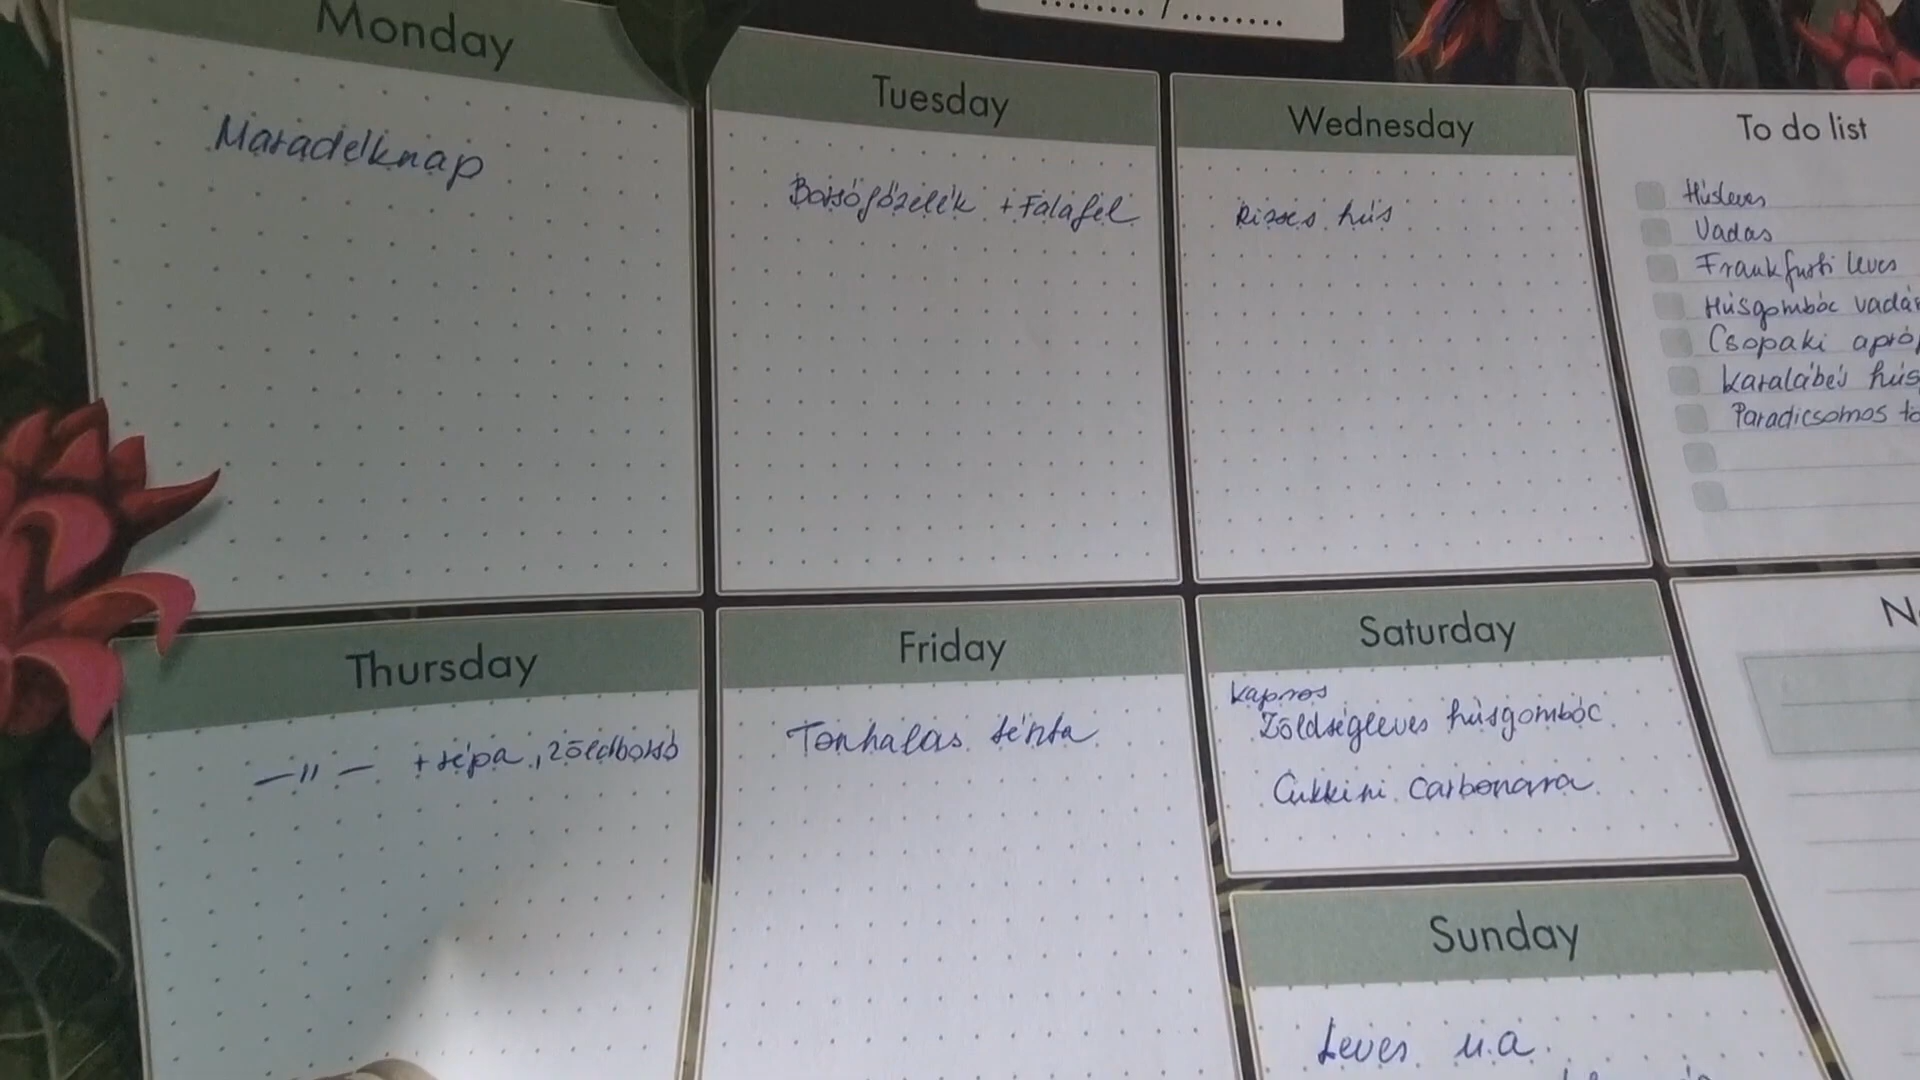 ......... / .........
Monday
Maradéknap
Tuesday
Borsófőzelék + Falafel
Wednesday
Rizses hús
To do list
Húsleves
Vadas
Frankfurti leves
Húsgombóc
Csopaki
Karalábés
Paradicsomos
Thursday
—"— + répa, zöldborsó
Friday
Tonhalas tészta
Saturday
kapros
Zöldségleves húsgombóc
Cukkini carbonara
Sunday
Leves u.a.